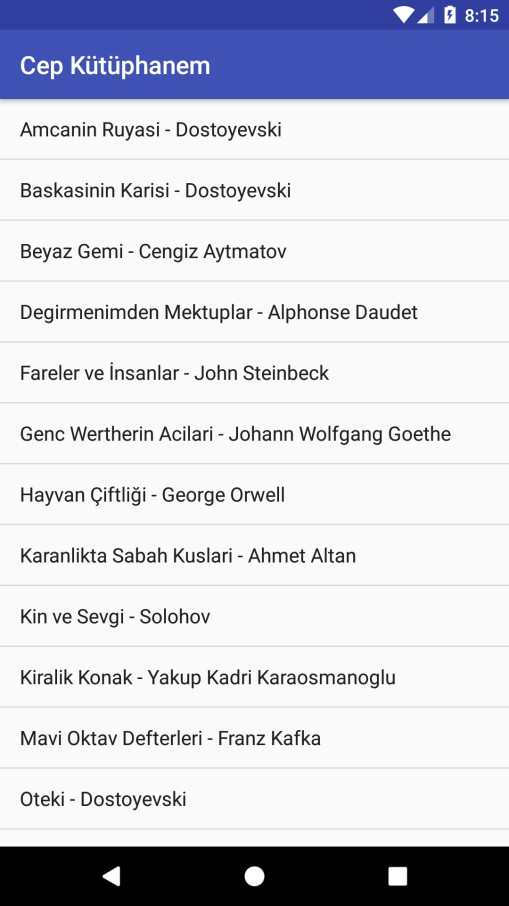 8:15
Cep Kütüphanem
Amcanin Ruyasi - Dostoyevski
Baskasinin Karisi - Dostoyevski
Beyaz Gemi - Cengiz Aytmatov
Degirmenimden Mektuplar - Alphonse Daudet
Fareler ve İnsanlar - John Steinbeck
Genc Wertherin Acilari - Johann Wolfgang Goethe
Hayvan Çiftliği - George Orwell
Karanlikta Sabah Kuslari - Ahmet Altan
Kin ve Sevgi - Solohov
Kiralik Konak - Yakup Kadri Karaosmanoglu
Mavi Oktav Defterleri - Franz Kafka
Oteki - Dostoyevski